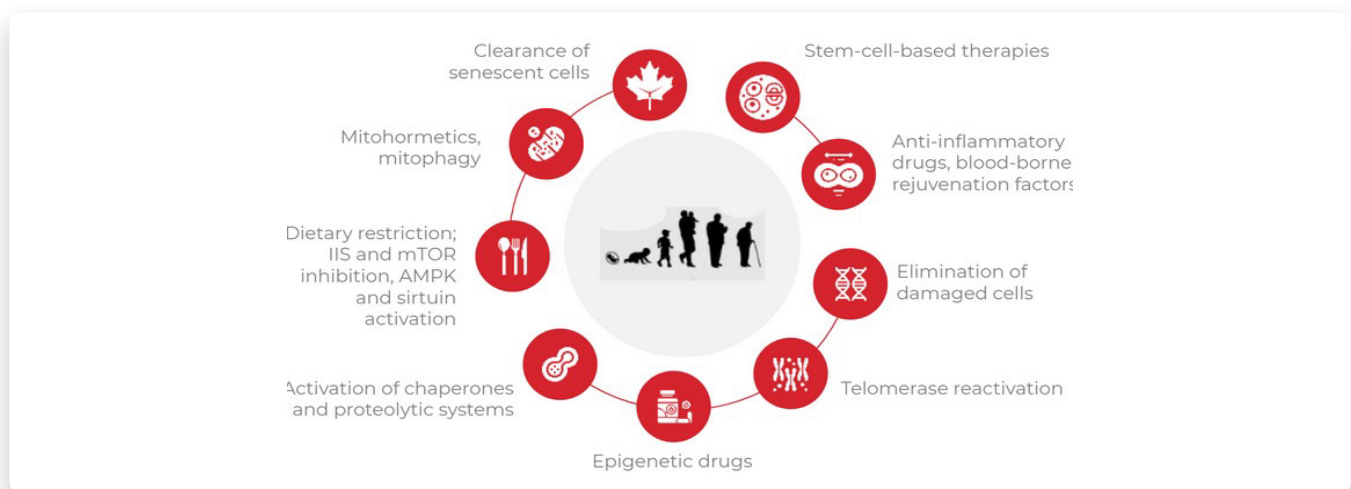 Clearance of
senescent cells
Stem-cell-based therapies
Mitohormetics,
mitophagy
Anti-inflammatory
drugs, blood-borne
rejuvenation factors
Dietary restriction;
IIS and mTOR
inhibition, AMPK
and sirtuin
activation
Elimination of
damaged cells
Activation of chaperones
and proteolytic systems
Telomerase reactivation
Epigenetic drugs